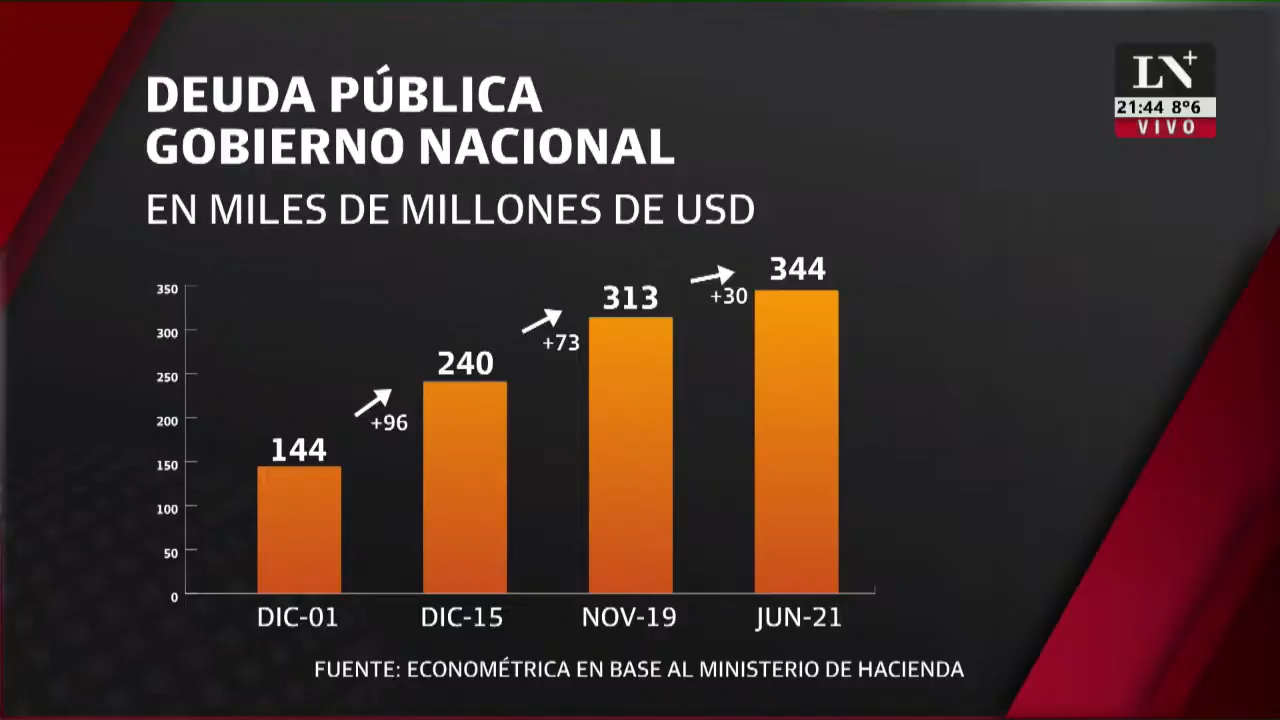 DEUDA PÚBLICA
GOBIERNO NACIONAL
EN MILES DE MILLONES DE USD
LN+
21:44 8°6
VIVO
350
300
250
200
150
100
50
0
144
+96
240
+73
313
+30
344
DIC-01
DIC-15
NOV-19
JUN-21
FUENTE: ECONOMÉTRICA EN BASE AL MINISTERIO DE HACIENDA